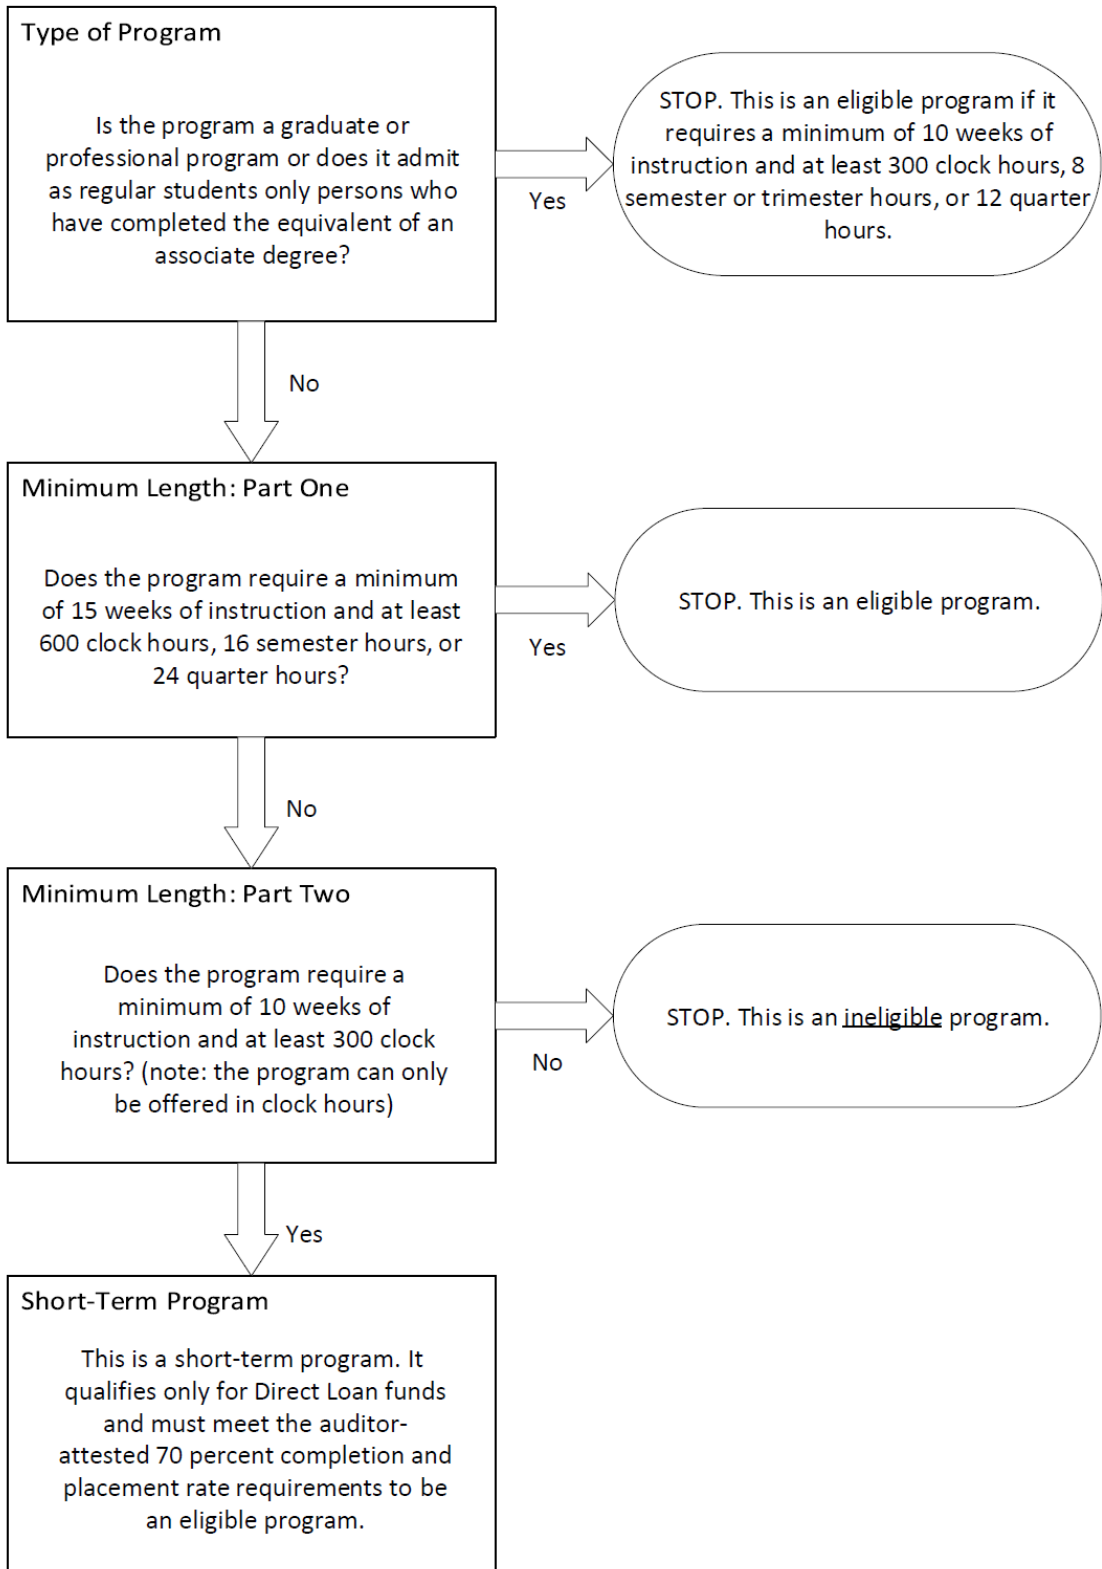 Type of Program
Is the program a graduate or
professional program or does it admit
as regular students only persons who
have completed the equivalent of an
associate degree?
Yes
STOP. This is an eligible program if it
requires a minimum of 10 weeks of
instruction and at least 300 clock hours, 8
semester or trimester hours, or 12 quarter
hours.
No
Minimum Length: Part One
Does the program require a minimum
of 15 weeks of instruction and at least
600 clock hours, 16 semester hours, or
24 quarter hours?
Yes
STOP. This is an eligible program.
No
Minimum Length: Part Two
Does the program require a
minimum of 10 weeks of
instruction and at least 300 clock
hours? (note: the program can only
be offered in clock hours)
No
STOP. This is an ineligible program.
Yes
Short-Term Program
This is a short-term program. It
qualifies only for Direct Loan funds
and must meet the auditor-
attested 70 percent completion and
placement rate requirements to be
an eligible program.